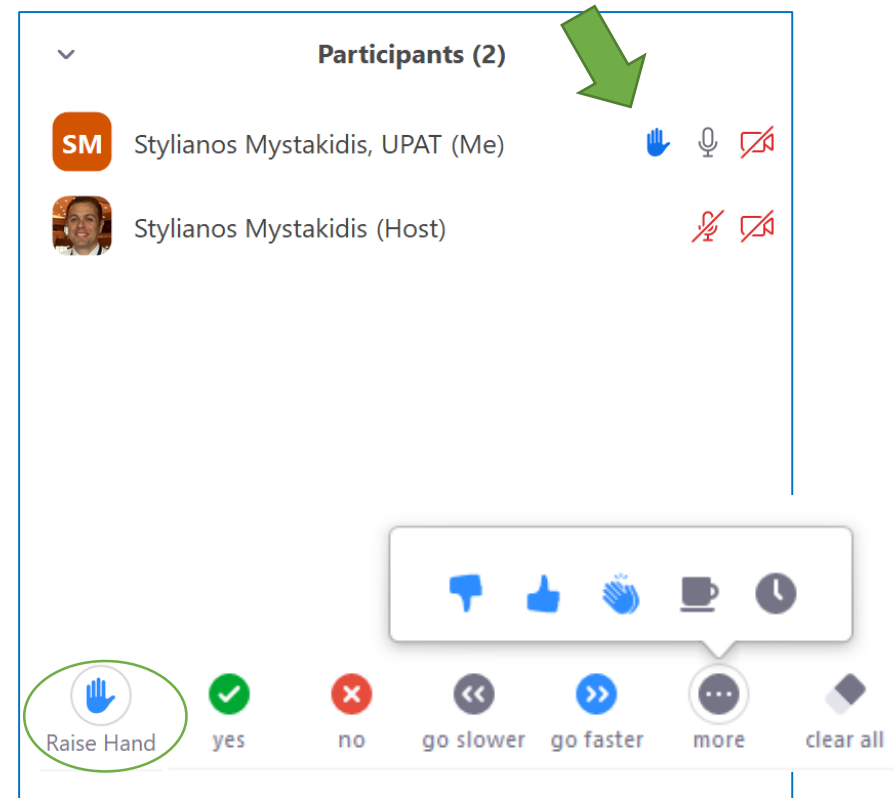 Participants (2)
SM Stylianos Mystakidis, UPAT (Me)
Stylianos Mystakidis (Host)
Raise Hand yes no go slower go faster more clear all